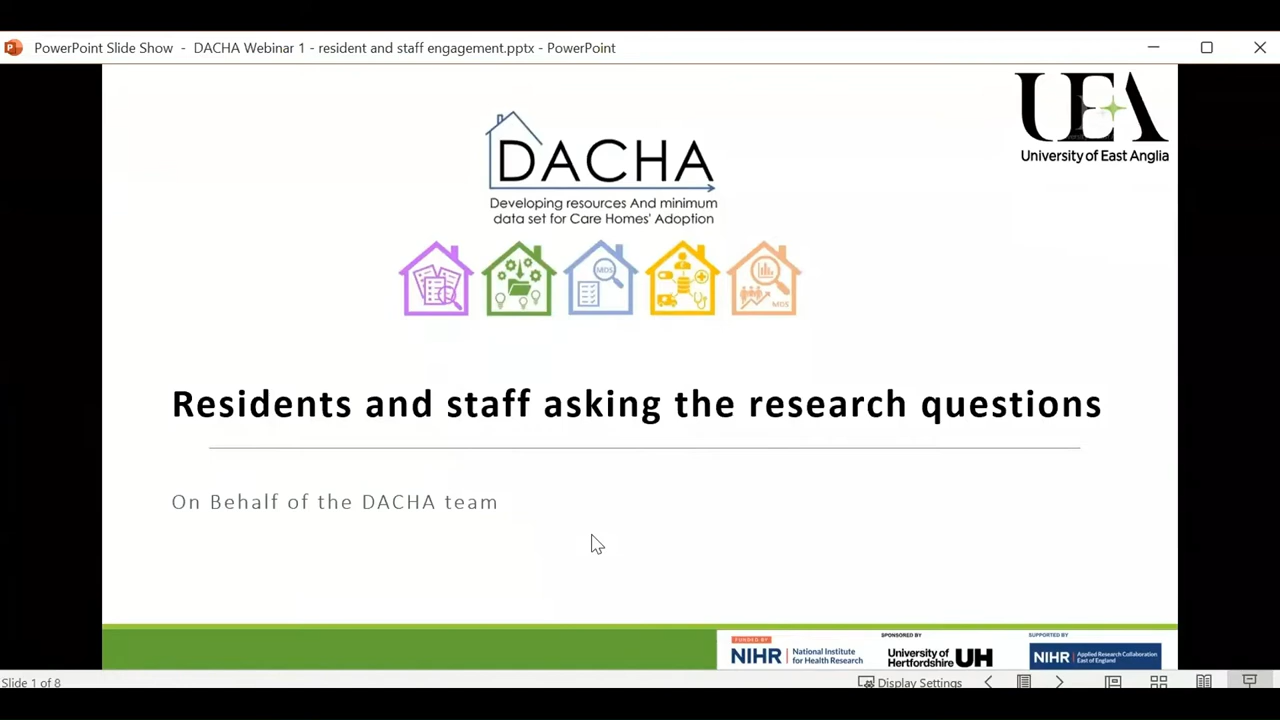 PowerPoint Slide Show - DACHA Webinar 1 - resident and staff engagement.pptx - PowerPoint
UEA
University of East Anglia
DACHA
Developing resources And minimum
data set for Care Homes' Adoption
MDS
MDS
Residents and staff asking the research questions
On Behalf of the DACHA team
FUNDED BY
NIHR | National Institute
for Health Research
SPONSORED BY
University of
Hertfordshire UH
SUPPORTED BY
NIHR | Applied Research Collaboration
East of England
Slide 1 of 8
Display Settings